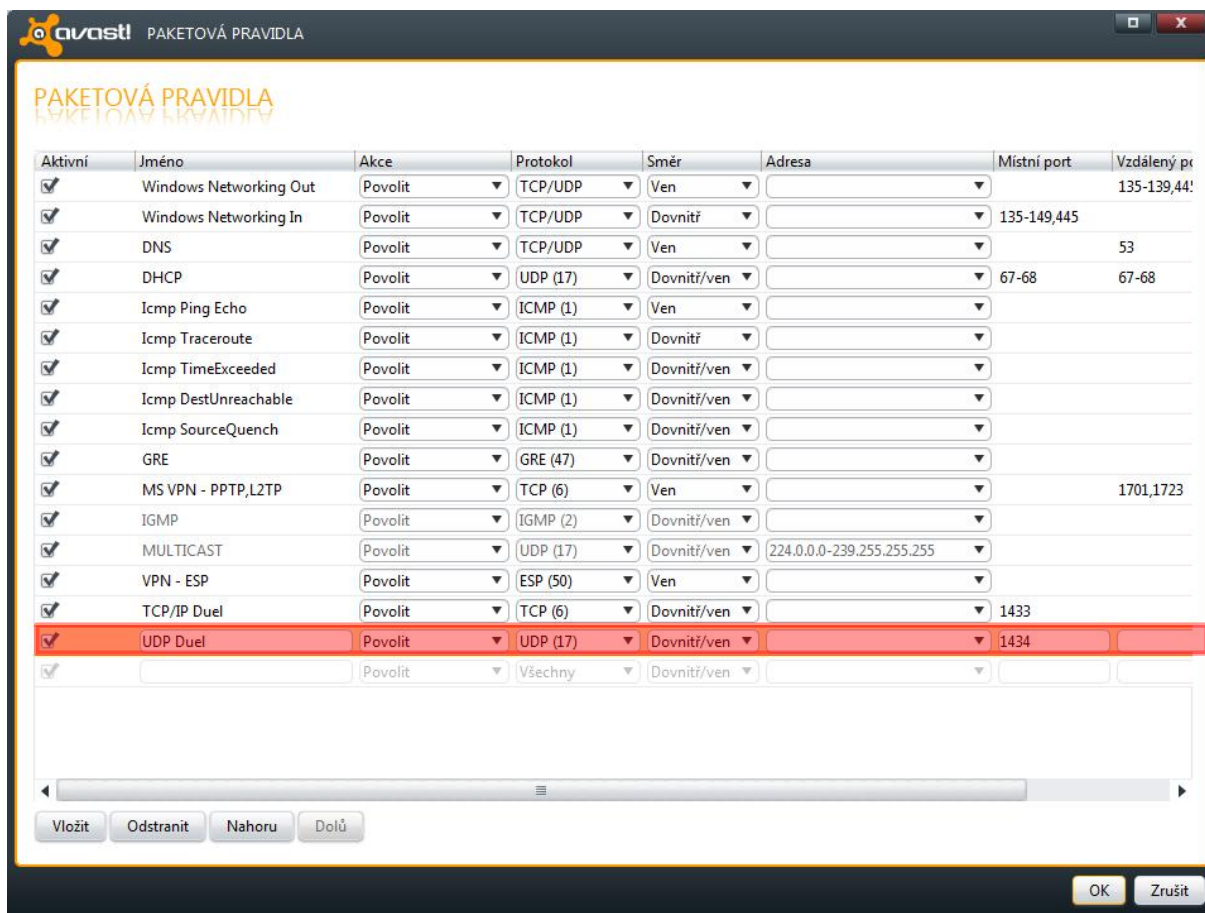 avast! PAKETOVÁ PRAVIDLA
PAKETOVÁ PRAVIDLA
Aktivní Jméno Akce Protokol Směr Adresa Místní port Vzdálený po
Windows Networking Out Povolit TCP/UDP Ven 135-139,445
Windows Networking In Povolit TCP/UDP Dovnitř 135-149,445
DNS Povolit TCP/UDP Ven 53
DHCP Povolit UDP (17) Dovnitř/ven 67-68 67-68
Icmp Ping Echo Povolit ICMP (1) Ven
Icmp Traceroute Povolit ICMP (1) Dovnitř
Icmp TimeExceeded Povolit ICMP (1) Dovnitř/ven
Icmp DestUnreachable Povolit ICMP (1) Dovnitř/ven
Icmp SourceQuench Povolit ICMP (1) Dovnitř/ven
GRE Povolit GRE (47) Dovnitř/ven
MS VPN - PPTP,L2TP Povolit TCP (6) Ven 1701,1723
IGMP Povolit IGMP (2) Dovnitř/ven
MULTICAST Povolit UDP (17) Dovnitř/ven 224.0.0.0-239.255.255.255
VPN - ESP Povolit ESP (50) Ven
TCP/IP Duel Povolit TCP (6) Dovnitř/ven 1433
UDP Duel Povolit UDP (17) Dovnitř/ven 1434
Povolit Všechny Dovnitř/ven
Vložit Odstranit Nahoru Dolů
OK Zrušit